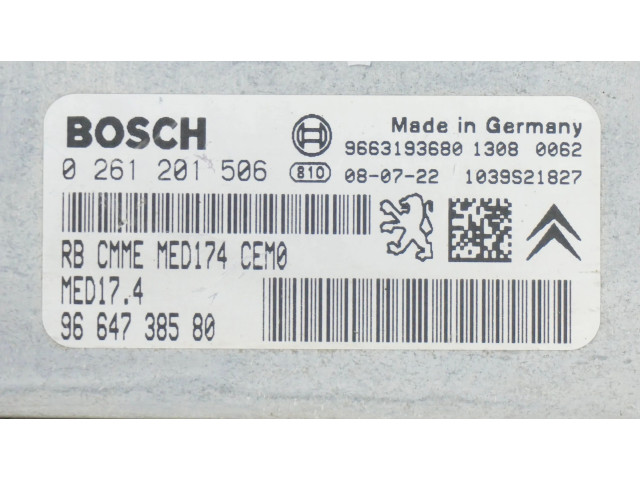 BOSCH
Made in Germany
9663193680 1308 0062
0 261 201 506
810
08-07-22 1039S21827
RB CMME MED174 CEM0
MED17.4
96 647 385 80